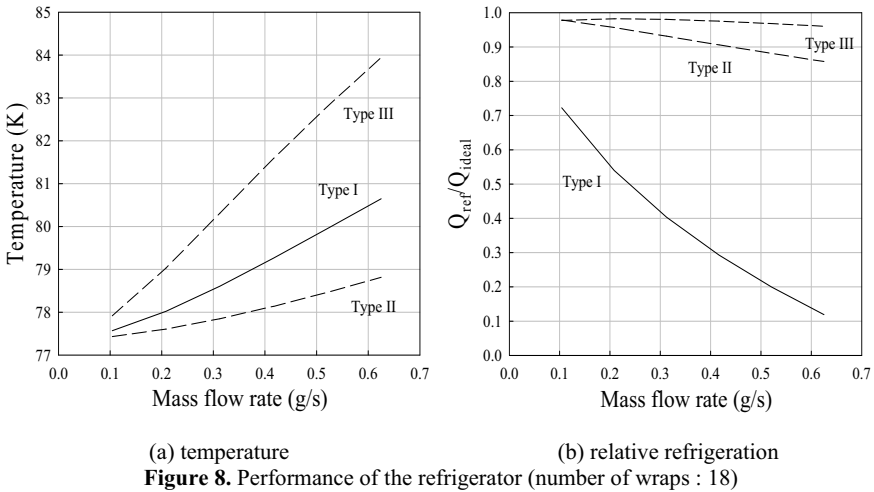 85
84
83
82
81
80
79
78
77
Temperature (K)
Type III
Type I
Type II
0.0 0.1 0.2 0.3 0.4 0.5 0.6 0.7
Mass flow rate (g/s)
(a) temperature
1.0
0.9
0.8
0.7
0.6
0.5
0.4
0.3
0.2
0.1
0.0
Qref/Qideal
Type III
Type II
Type I
0.0 0.1 0.2 0.3 0.4 0.5 0.6 0.7
Mass flow rate (g/s)
(b) relative refrigeration
Figure 8. Performance of the refrigerator (number of wraps : 18)